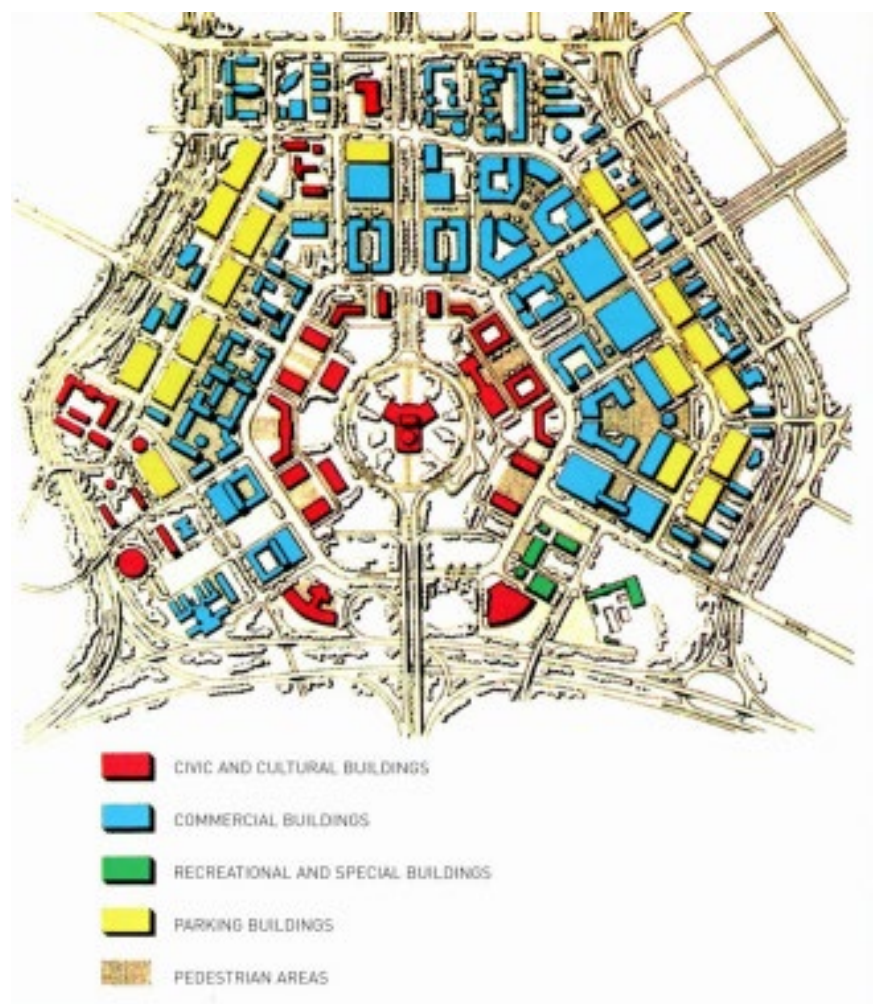 CIVIC AND CULTURAL BUILDINGS
COMMERCIAL BUILDINGS
RECREATIONAL AND SPECIAL BUILDINGS
PARKING BUILDINGS
PEDESTRIAN AREAS